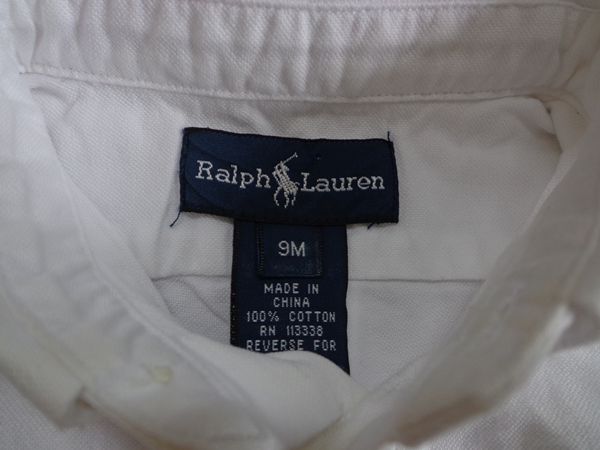 Ralph Lauren
9M
MADE IN
CHINA
100% COTTON
RN 113338
REVERSE FOR